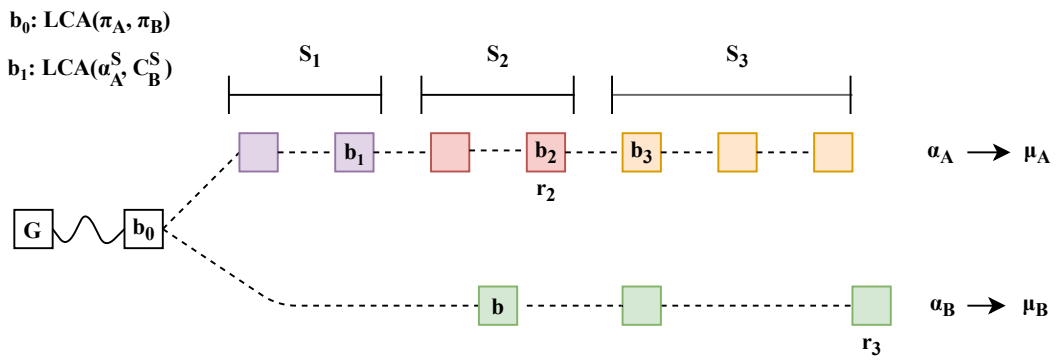 b₀: LCA(π_A, π_B)
b₁: LCA(α_A^S, C_B^S)
S₁ S₂ S₃
b₁ b₂ b₃ α_A μ_A
r₂
G b₀
b α_B μ_B
r₃